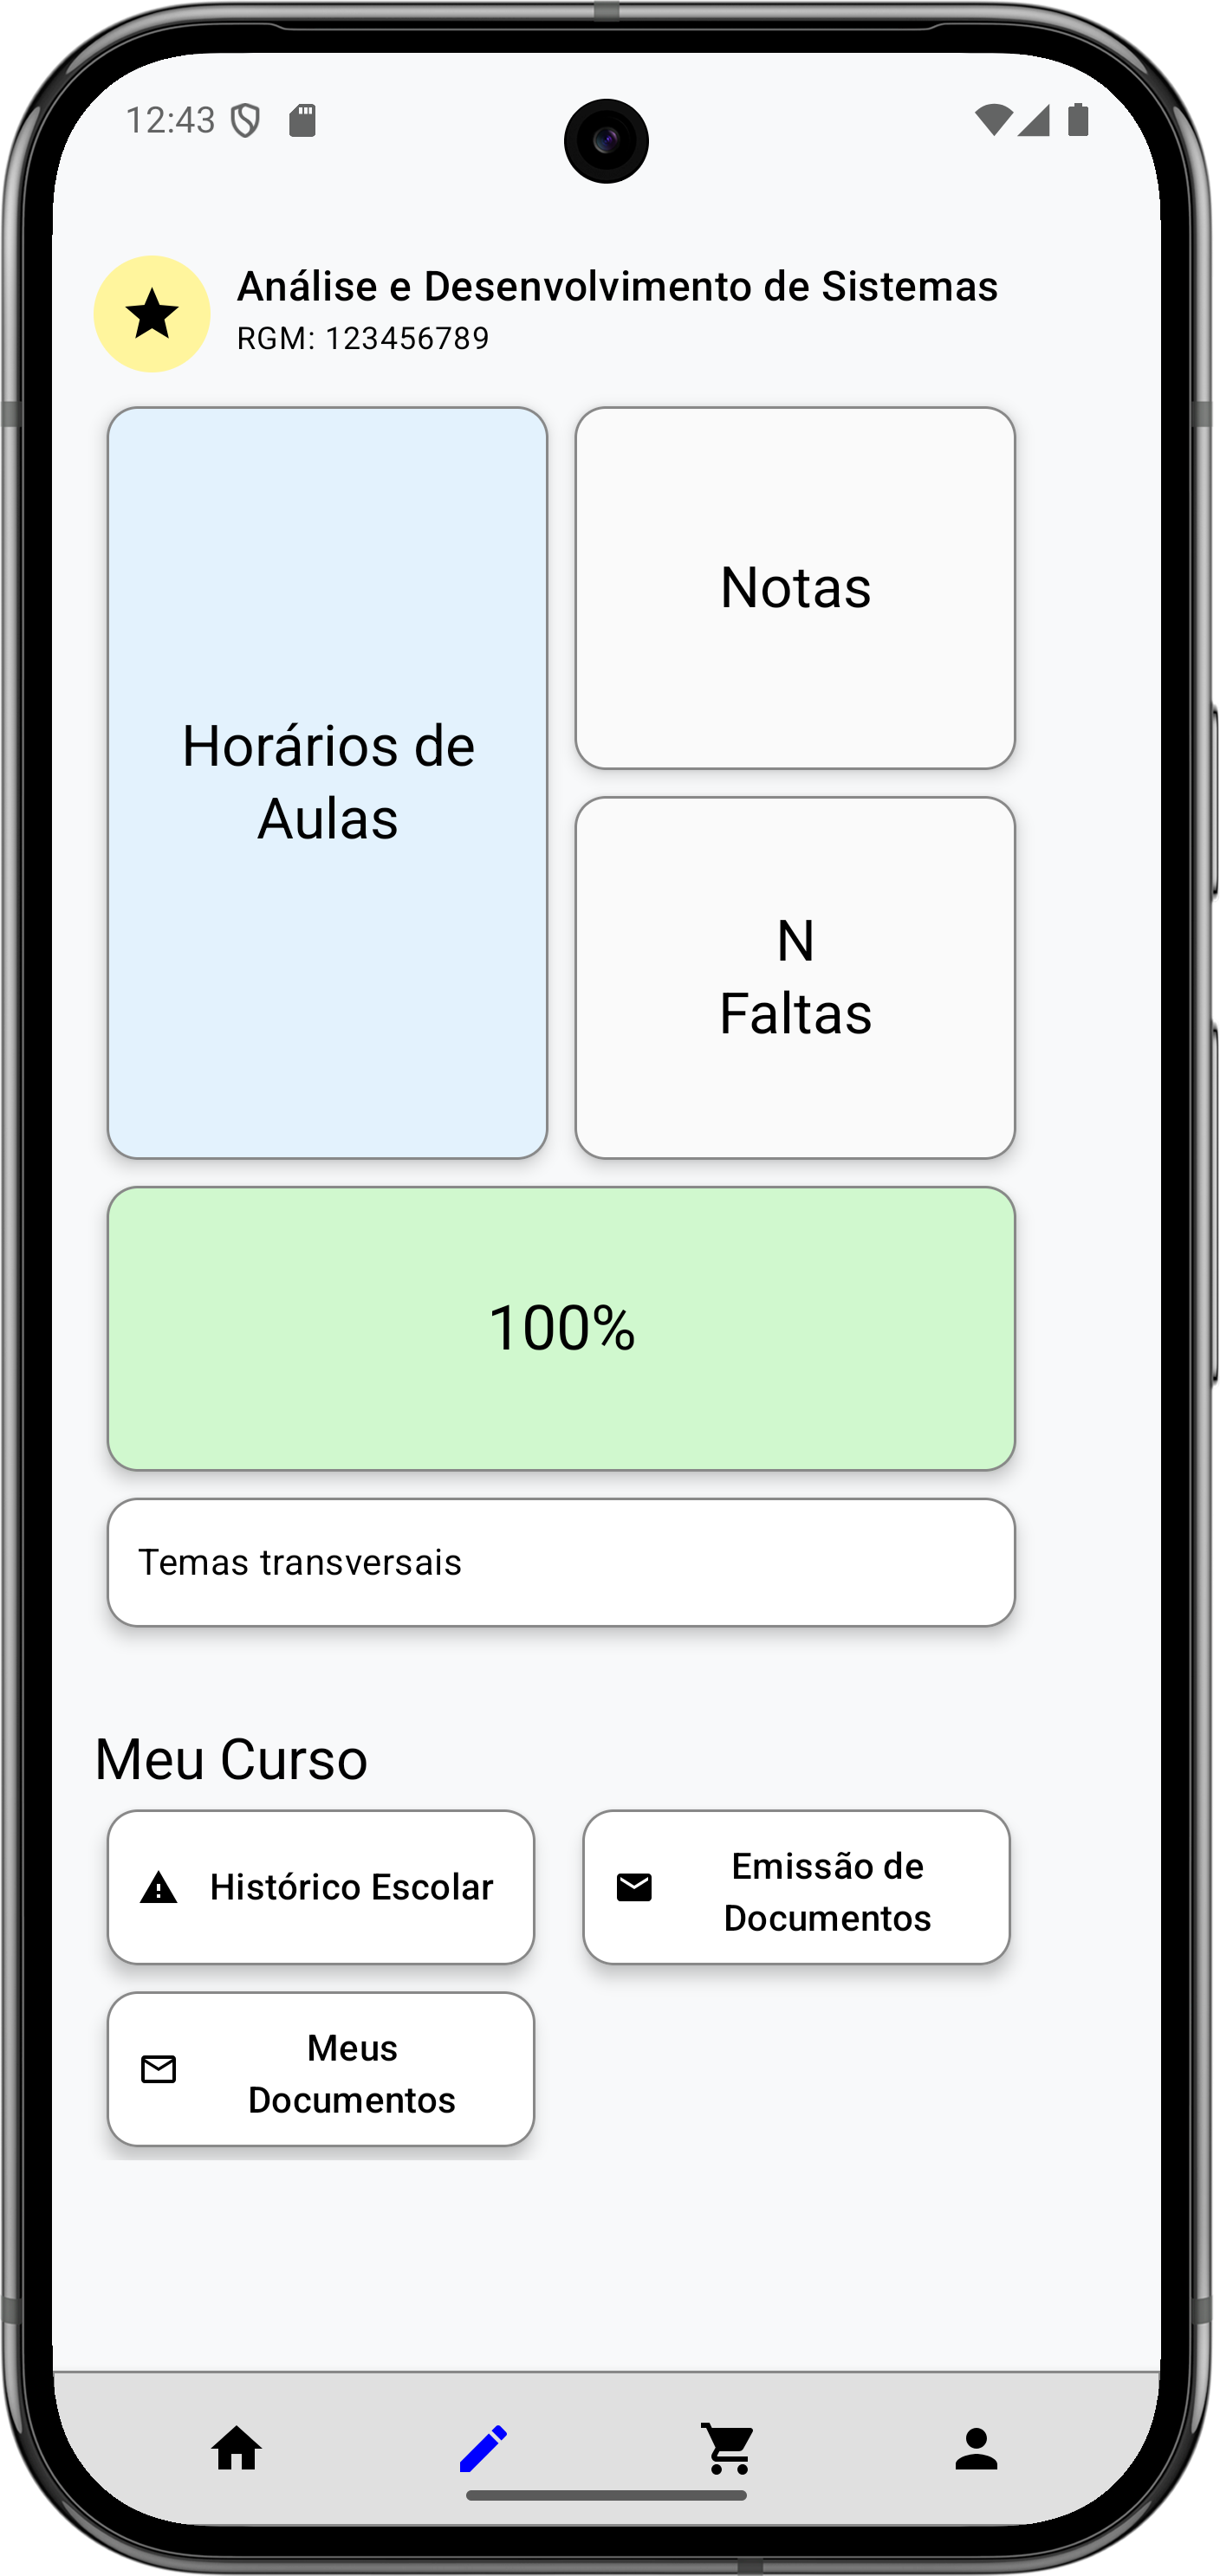 12:43
Análise e Desenvolvimento de Sistemas
RGM: 123456789
Horários de
Aulas
Notas
N
Faltas
100%
Temas transversais
Meu Curso
Histórico Escolar
Emissão de
Documentos
Meus
Documentos